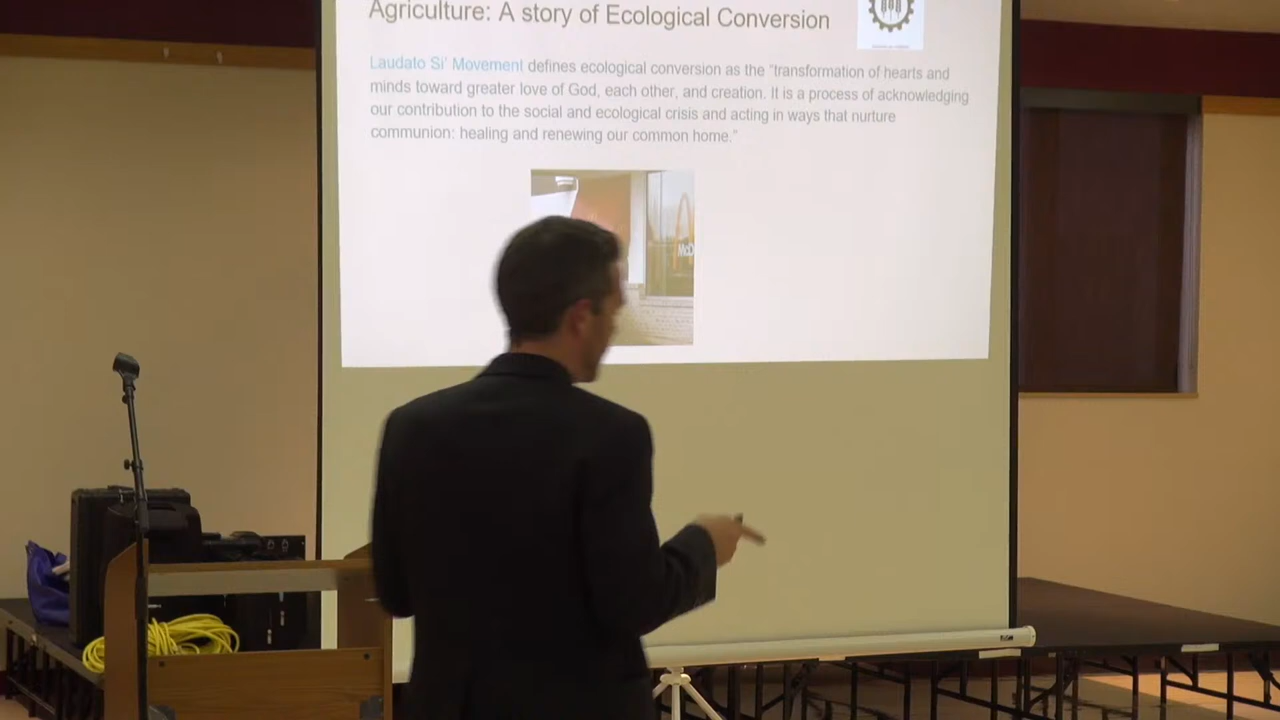 Agriculture: A story of Ecological Conversion
Laudato Si' Movement defines ecological conversion as the "transformation of hearts and
minds toward greater love of God, each other, and creation. It is a process of acknowledging
our contribution to the social and ecological crisis and acting in ways that nurture
communion: healing and renewing our common home."
McD